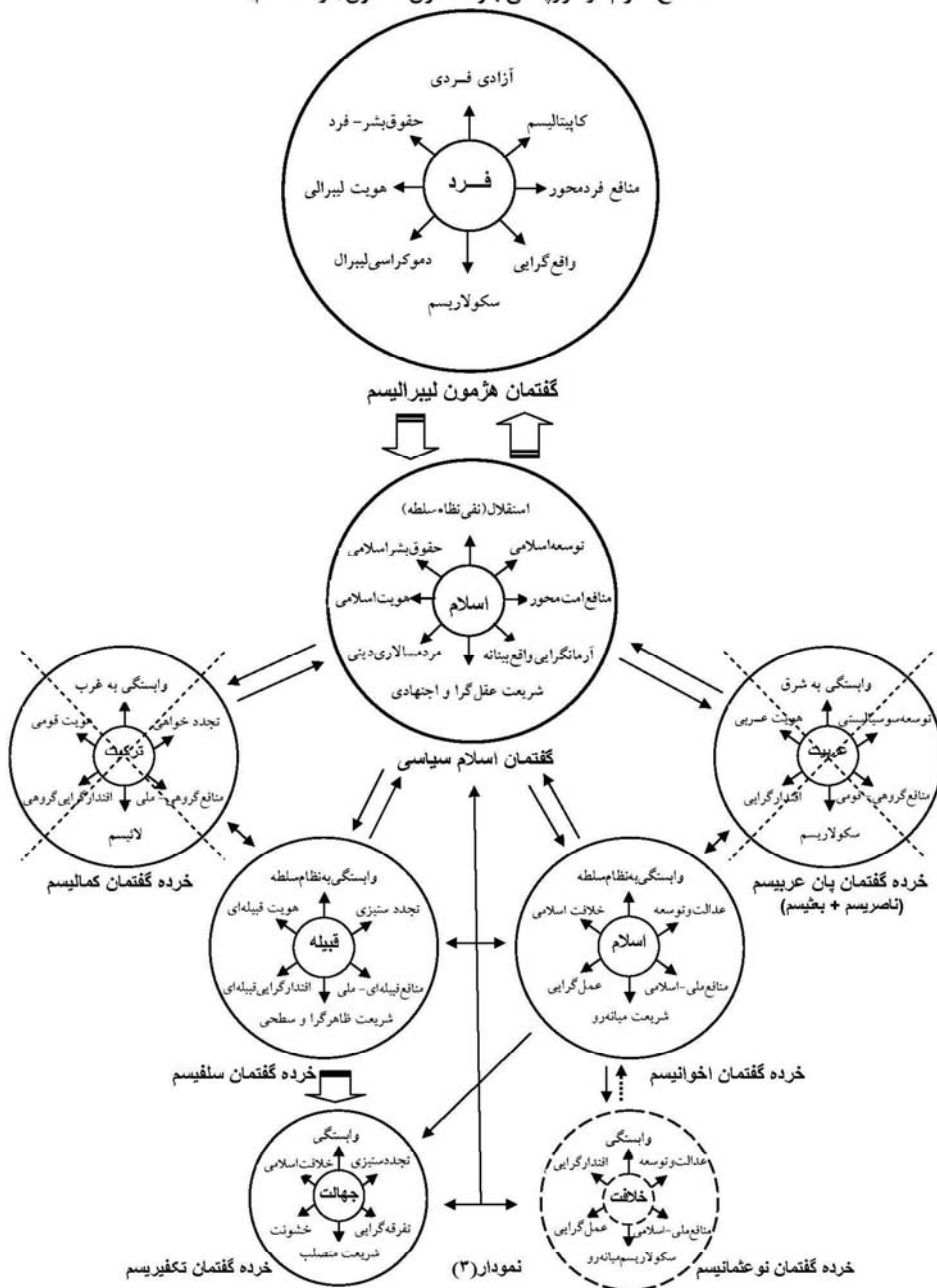 آزادی فردی
حقوق‌بشر - فرد
کاپیتالیسم
هویت لیبرالی
فـــرد
منافع فردمحور
دموکراسی‌لیبرال
واقع‌گرایی
سکولاریسم
گفتمان هژمون لیبرالیسم
استقلال(نفی نظام سلطه)
حقوق‌بشراسلامی
توسعه‌اسلامی
هویت‌اسلامی
اسلام
منافع‌امت‌محور
مردمسالاری‌دینی
آرمانگرایی‌واقع‌بینانه
شریعت عقل‌گرا و اجتهادی
گفتمان اسلام سیاسی
وابستگی به غرب
هویت قومی
تجدد خواهی
ترکیت
اقتدارگرایی‌گروهی
منافع‌گروهی - ملی
لائیسم
خرده گفتمان کمالیسم
وابستگی به شرق
هویت عـربی
توسعه‌سوسیالیستی
عربیت
اقتدارگرایی
منافع‌گروهی - قومی
سکولاریسم
خرده گفتمان پان عربیسم
(ناصریسم + بعثیسم)
وابستگی‌به‌نظام‌سلطه
هویت قبیله‌ای
تجدد ستیزی
قبیله
اقتدارگرایی‌قبیله‌ای
منافع‌قبیله‌ای - ملی
شریعت ظاهرگرا و سطحی
خرده گفتمان سلفیسم
وابستگی‌به‌نظام‌سلطه
خلافت اسلامی
عدالت‌وتوسعه
اسلام
عمل‌گرایی
منافع‌ملی-اسلامی
شریعت میانه‌رو
خرده گفتمان اخوانیسم
وابستگی
خلافت‌اسلامی
تجددستیزی
جهالت
خشونت
تفرقه‌گرایی
شریعت متصلب
خرده گفتمان تکفیریسم
وابستگی
اقتدارگرایی
عدالت‌وتوسعه
خلافت
عمل‌گرایی
منافع‌ملی-اسلامی
سکولاریسم‌میانه‌رو
خرده گفتمان نوعثمانیسم
نمودار(۳)